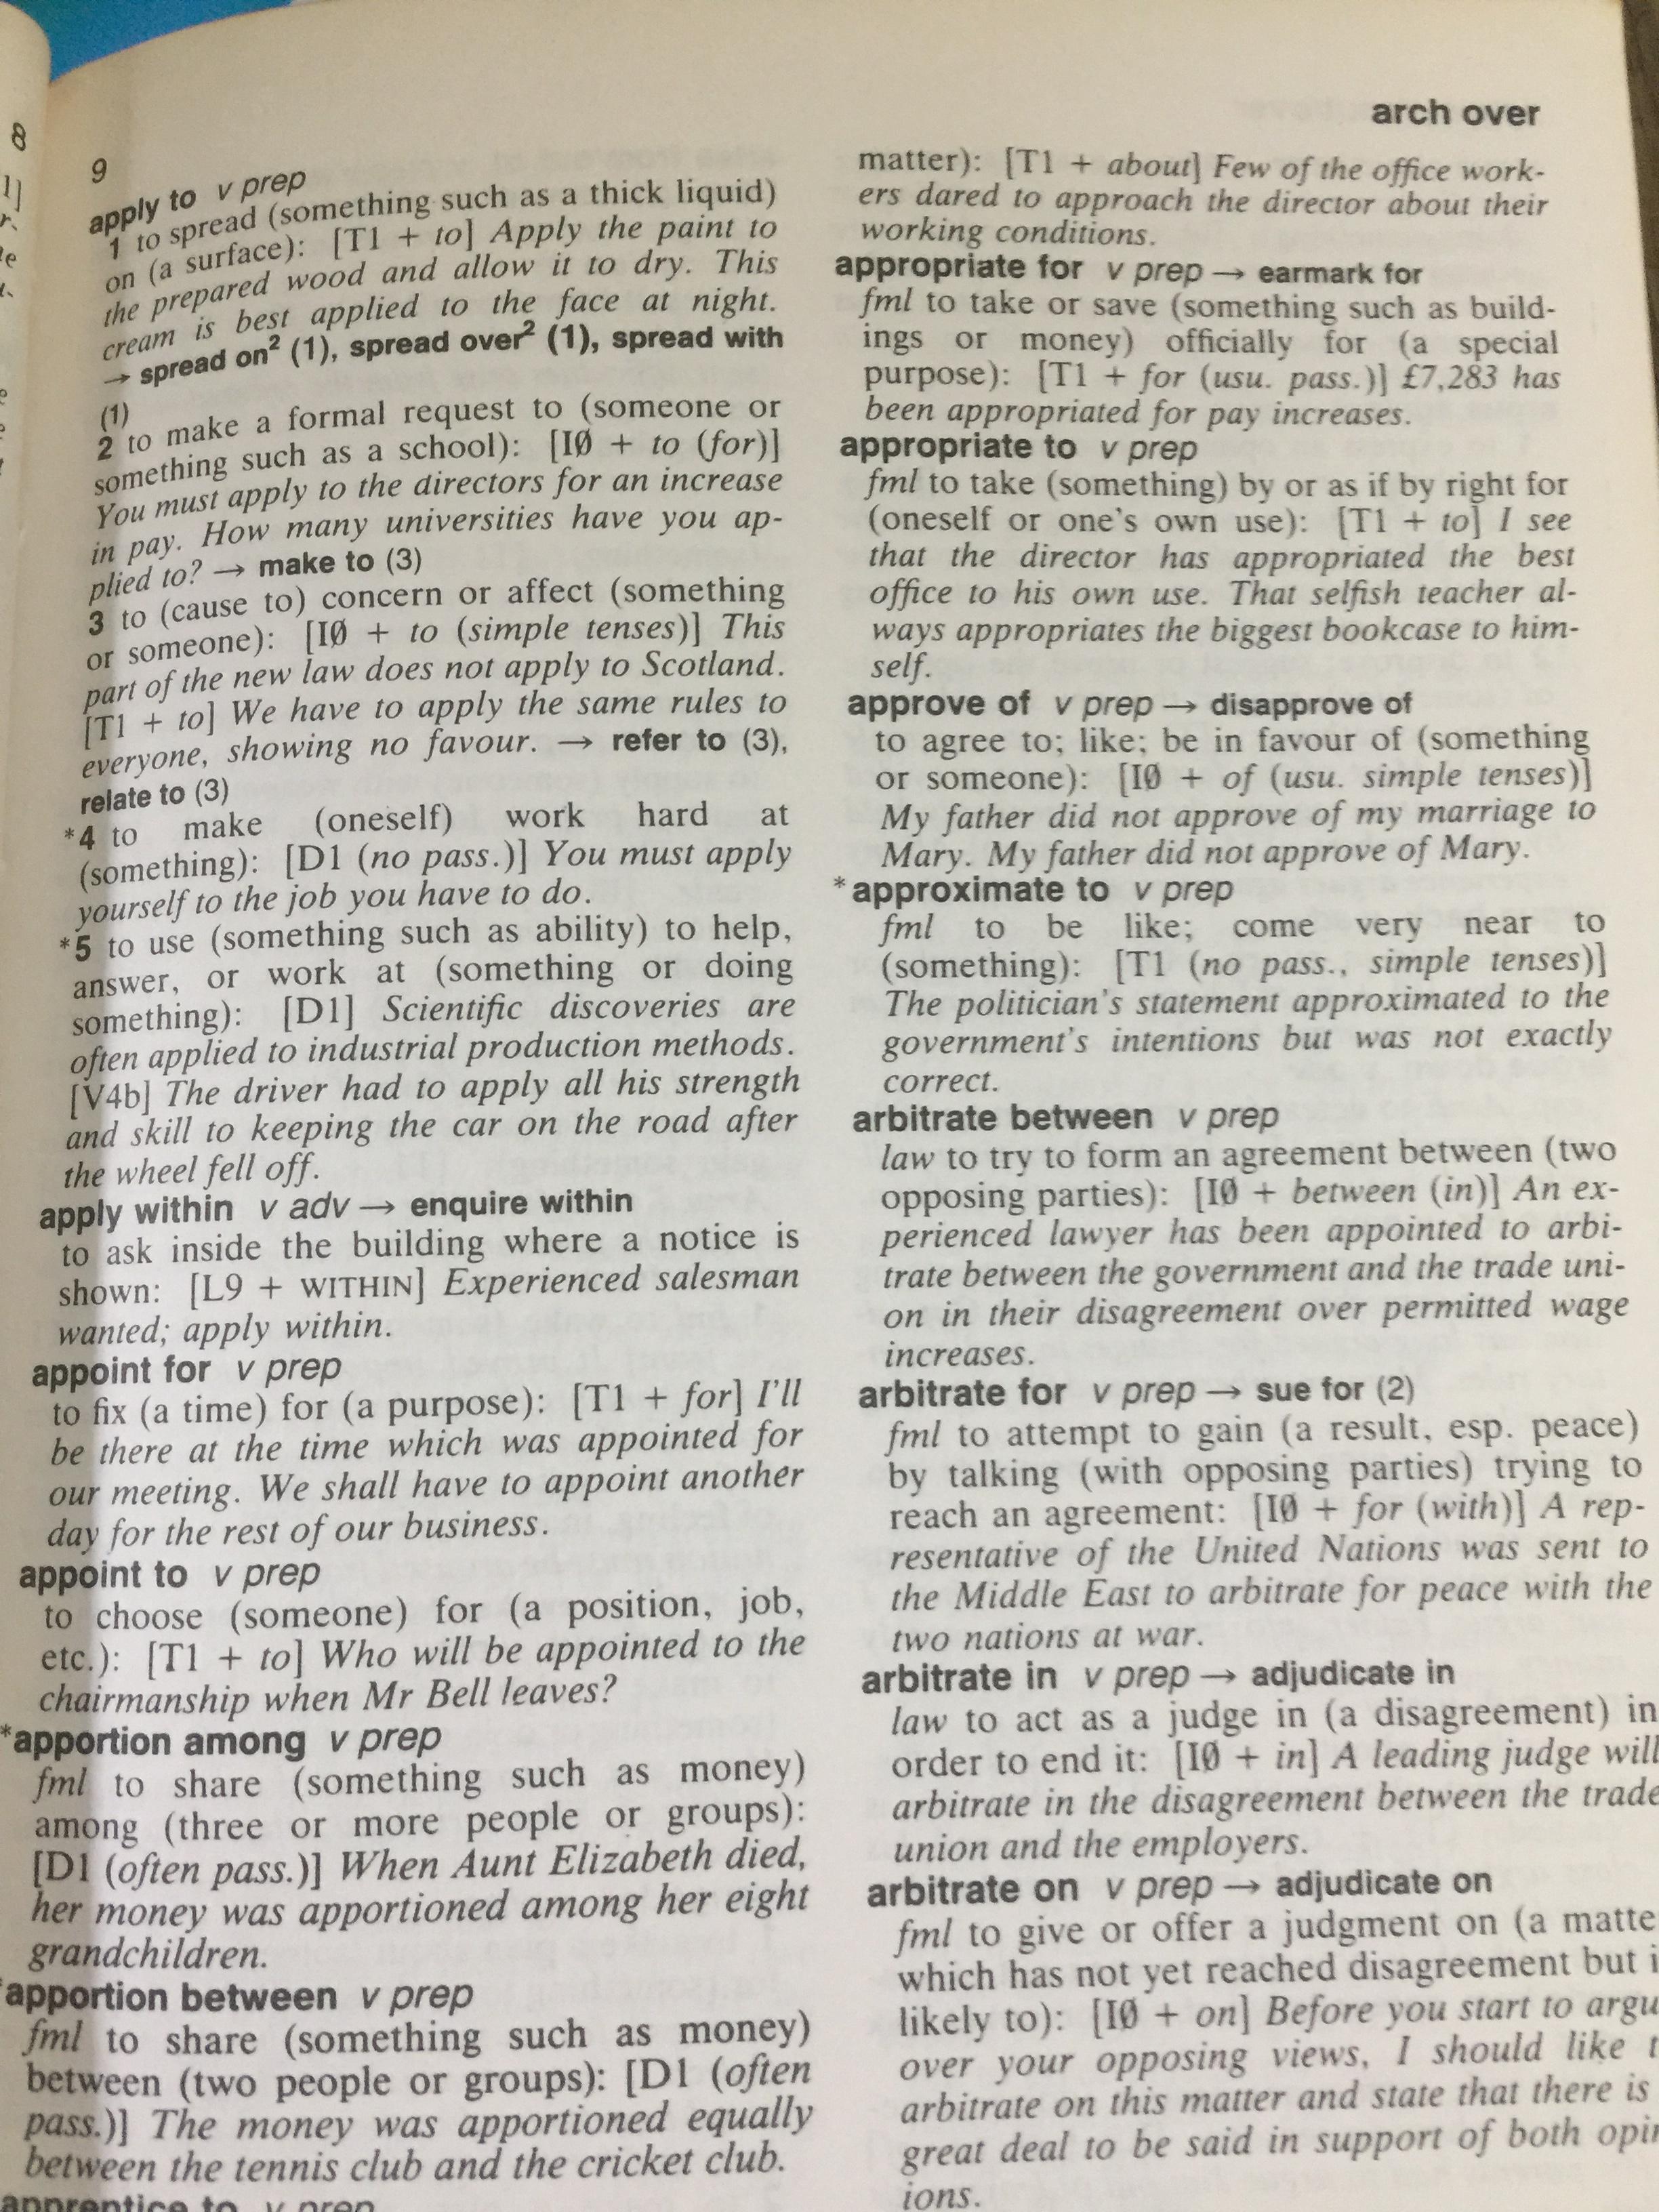 8
9
arch over
apply to v prep
1 to spread (something such as a thick liquid)
on (a surface): [T1 + to] Apply the paint to
the prepared wood and allow it to dry. This
cream is best applied to the face at night.
→ spread on² (1), spread over² (1), spread with
(1)
2 to make a formal request to (someone or
something such as a school): [IØ + to (for)]
You must apply to the directors for an increase
in pay. How many universities have you ap-
plied to? → make to (3)
3 to (cause to) concern or affect (something
or someone): [IØ + to (simple tenses)] This
part of the new law does not apply to Scotland.
[T1 + to] We have to apply the same rules to
everyone, showing no favour. → refer to (3),
relate to (3)
*4 to make (oneself) work hard at
(something): [D1 (no pass.)] You must apply
yourself to the job you have to do.
*5 to use (something such as ability) to help,
answer, or work at (something or doing
something): [D1] Scientific discoveries are
often applied to industrial production methods.
[V4b] The driver had to apply all his strength
and skill to keeping the car on the road after
the wheel fell off.
apply within v adv → enquire within
to ask inside the building where a notice is
shown: [L9 + WITHIN] Experienced salesman
wanted; apply within.
appoint for v prep
to fix (a time) for (a purpose): [T1 + for] I'll
be there at the time which was appointed for
our meeting. We shall have to appoint another
day for the rest of our business.
appoint to v prep
to choose (someone) for (a position, job,
etc.): [T1 + to] Who will be appointed to the
chairmanship when Mr Bell leaves?
*apportion among v prep
fml to share (something such as money)
among (three or more people or groups):
[D1 (often pass.)] When Aunt Elizabeth died,
her money was apportioned among her eight
grandchildren.
*apportion between v prep
fml to share (something such as money)
between (two people or groups): [D1 (often
pass.)] The money was apportioned equally
between the tennis club and the cricket club.
apprentice to v prep
matter): [T1 + about] Few of the office work-
ers dared to approach the director about their
working conditions.
appropriate for v prep → earmark for
fml to take or save (something such as build-
ings or money) officially for (a special
purpose): [T1 + for (usu. pass.)] £7,283 has
been appropriated for pay increases.
appropriate to v prep
fml to take (something) by or as if by right for
(oneself or one's own use): [T1 + to] I see
that the director has appropriated the best
office to his own use. That selfish teacher al-
ways appropriates the biggest bookcase to him-
self.
approve of v prep → disapprove of
to agree to; like; be in favour of (something
or someone): [IØ + of (usu. simple tenses)]
My father did not approve of my marriage to
Mary. My father did not approve of Mary.
*approximate to v prep
fml to be like; come very near to
(something): [T1 (no pass., simple tenses)]
The politician's statement approximated to the
government's intentions but was not exactly
correct.
arbitrate between v prep
law to try to form an agreement between (two
opposing parties): [IØ + between (in)] An ex-
perienced lawyer has been appointed to arbi-
trate between the government and the trade uni-
on in their disagreement over permitted wage
increases.
arbitrate for v prep → sue for (2)
fml to attempt to gain (a result, esp. peace)
by talking (with opposing parties) trying to
reach an agreement: [IØ + for (with)] A rep-
resentative of the United Nations was sent to
the Middle East to arbitrate for peace with the
two nations at war.
arbitrate in v prep → adjudicate in
law to act as a judge in (a disagreement) in
order to end it: [IØ + in] A leading judge will
arbitrate in the disagreement between the trade
union and the employers.
arbitrate on v prep → adjudicate on
fml to give or offer a judgment on (a matte
which has not yet reached disagreement but i
likely to): [IØ + on] Before you start to argu
over your opposing views, I should like t
arbitrate on this matter and state that there is
great deal to be said in support of both opin
ions.